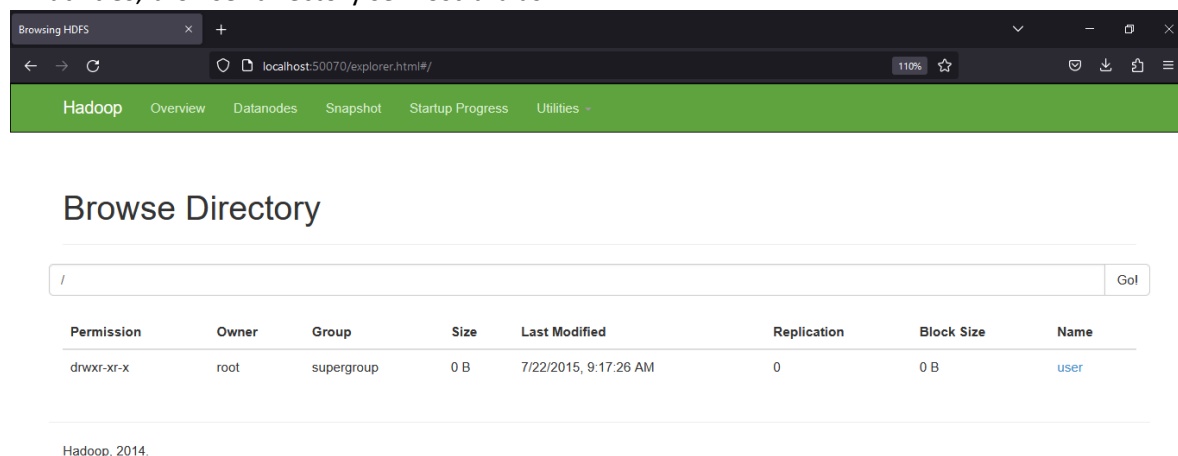 Browsing HDFS
localhost:50070/explorer.html#/ 110%
Hadoop Overview Datanodes Snapshot Startup Progress Utilities
Browse Directory
/ Go!
Permission Owner Group Size Last Modified Replication Block Size Name
drwxr-xr-x root supergroup 0 B 7/22/2015, 9:17:26 AM 0 0 B user
Hadoop, 2014.